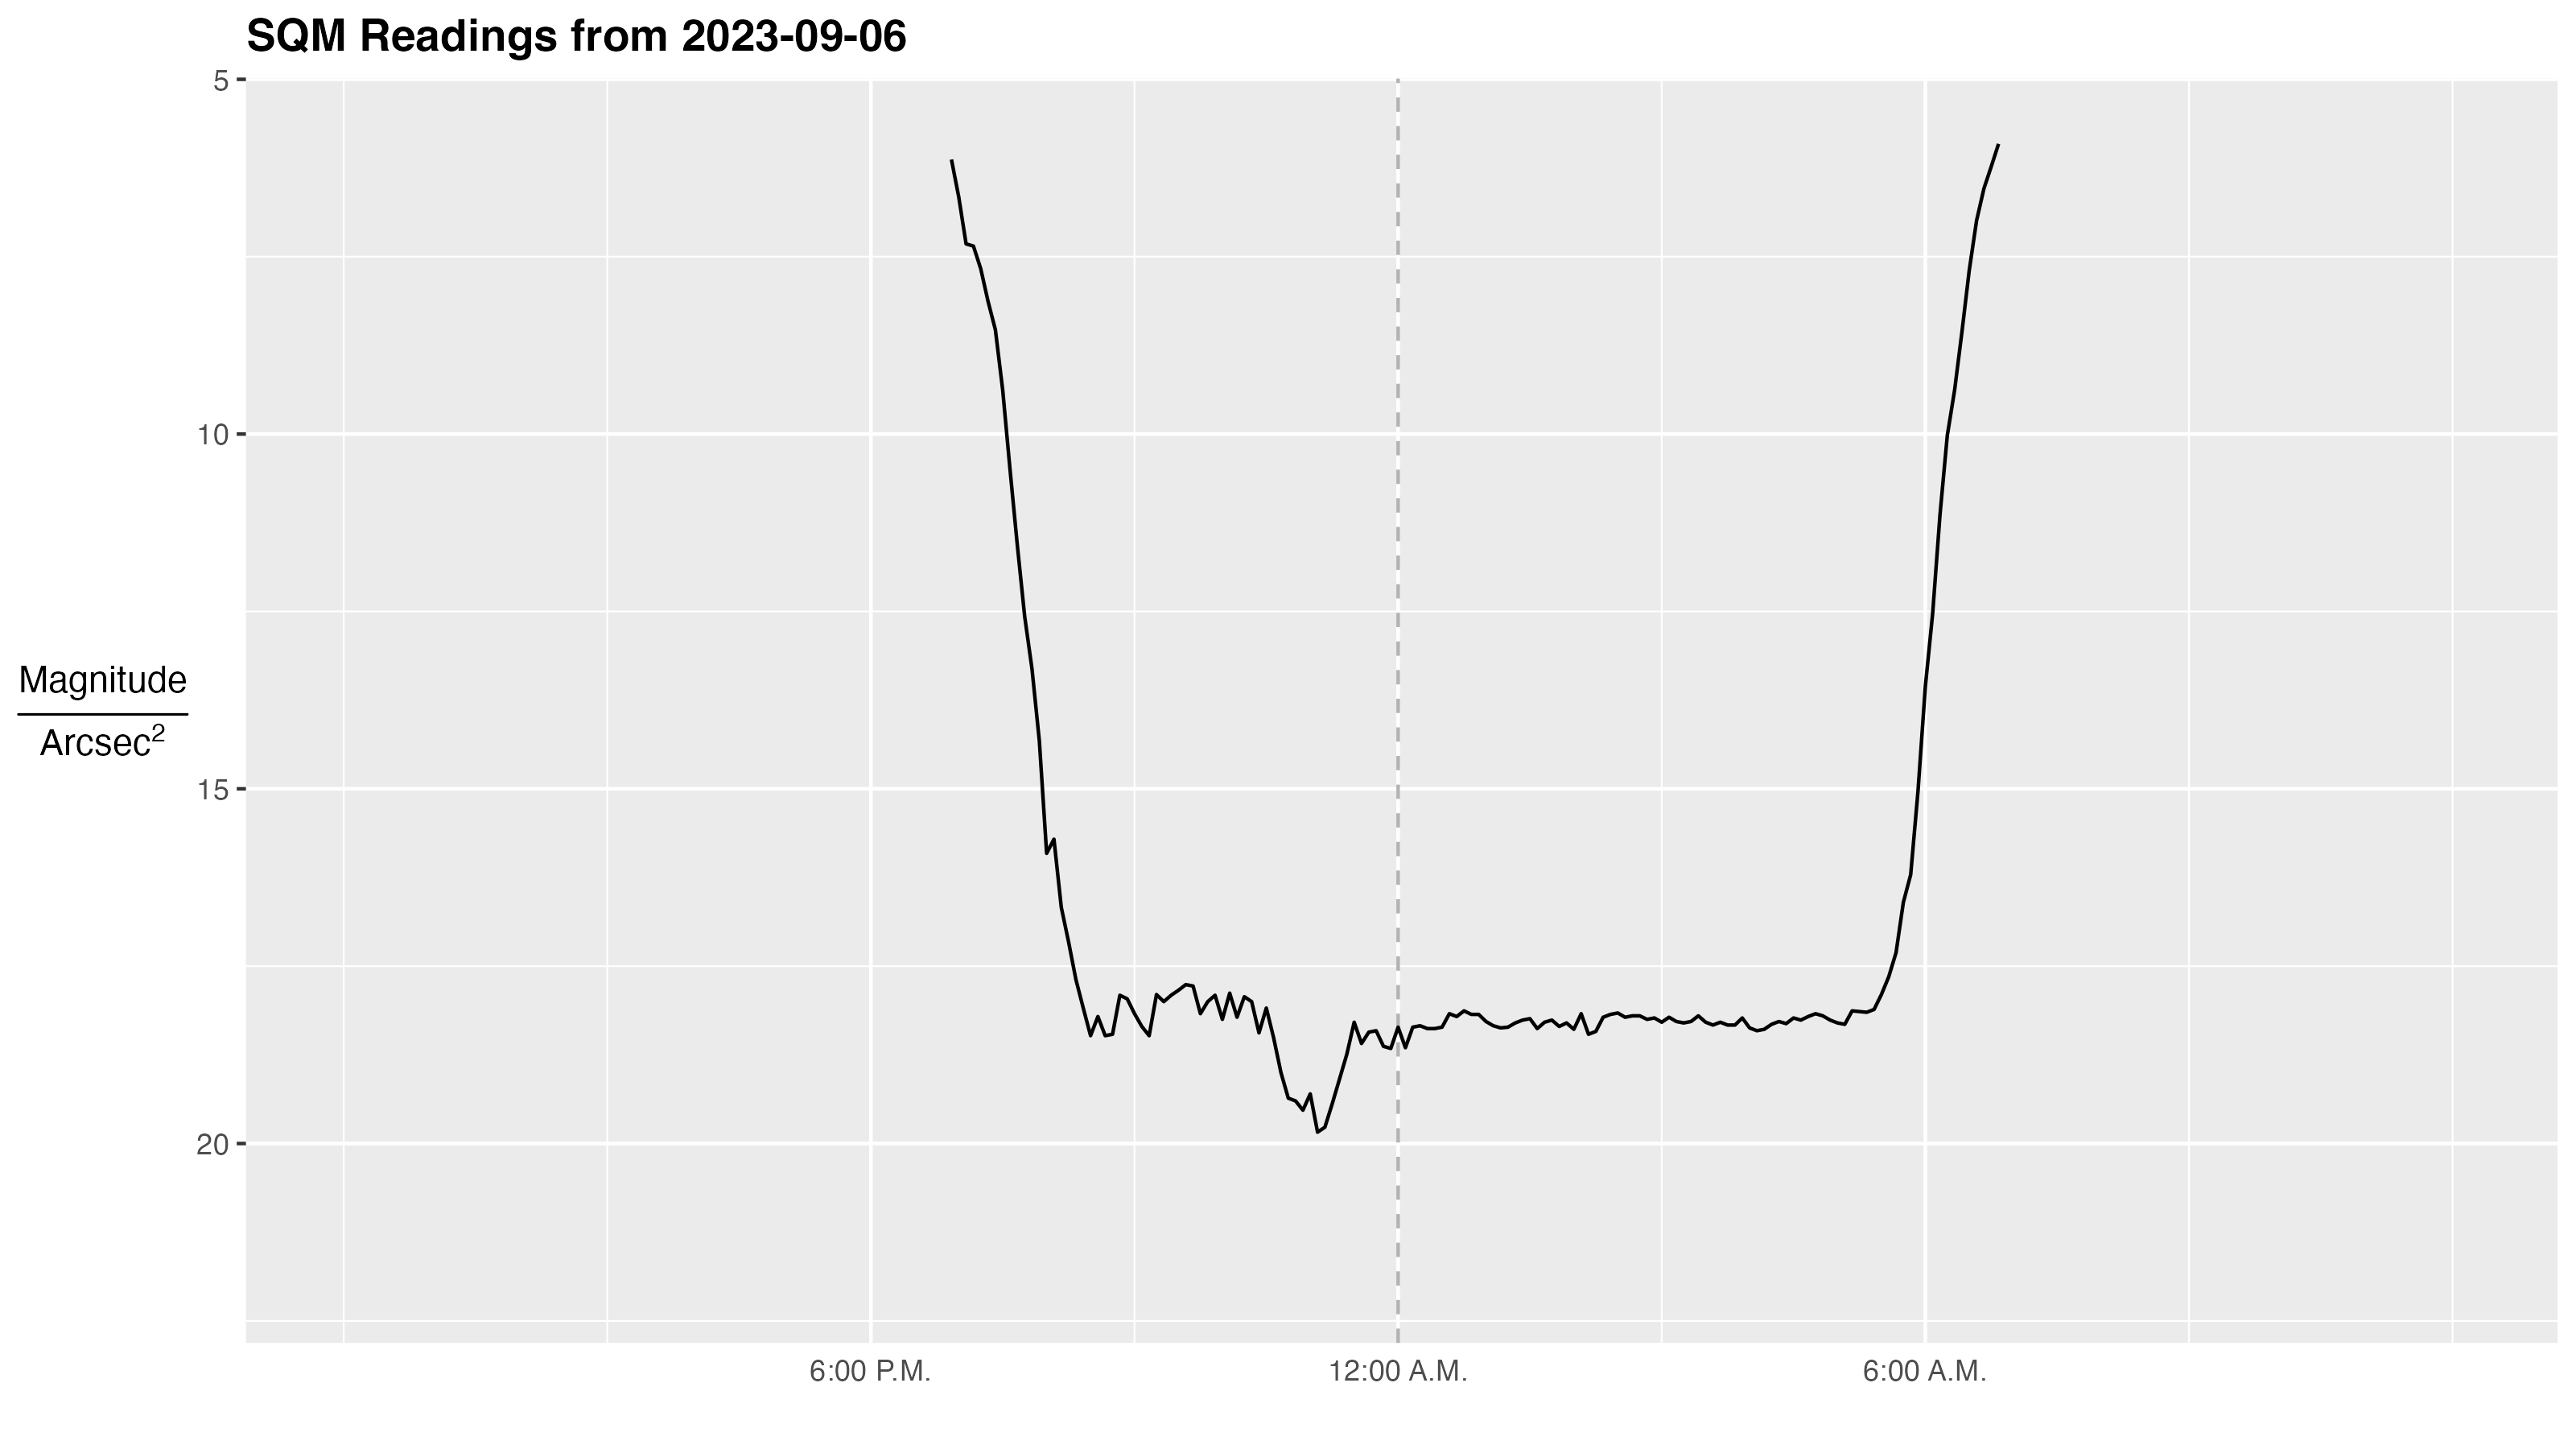 SQM Readings from 2023-09-06
5
10
15
20
Magnitude
Arcsec²
6:00 P.M.
12:00 A.M.
6:00 A.M.